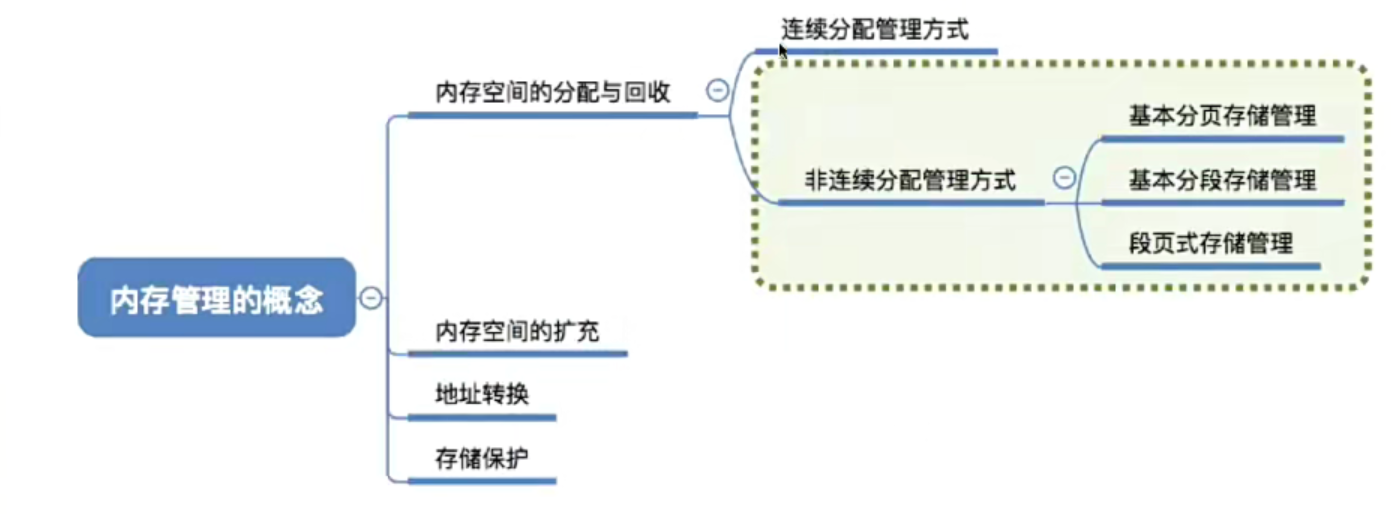 连续分配管理方式
内存空间的分配与回收
基本分页存储管理
非连续分配管理方式
基本分段存储管理
段页式存储管理
内存管理的概念
内存空间的扩充
地址转换
存储保护